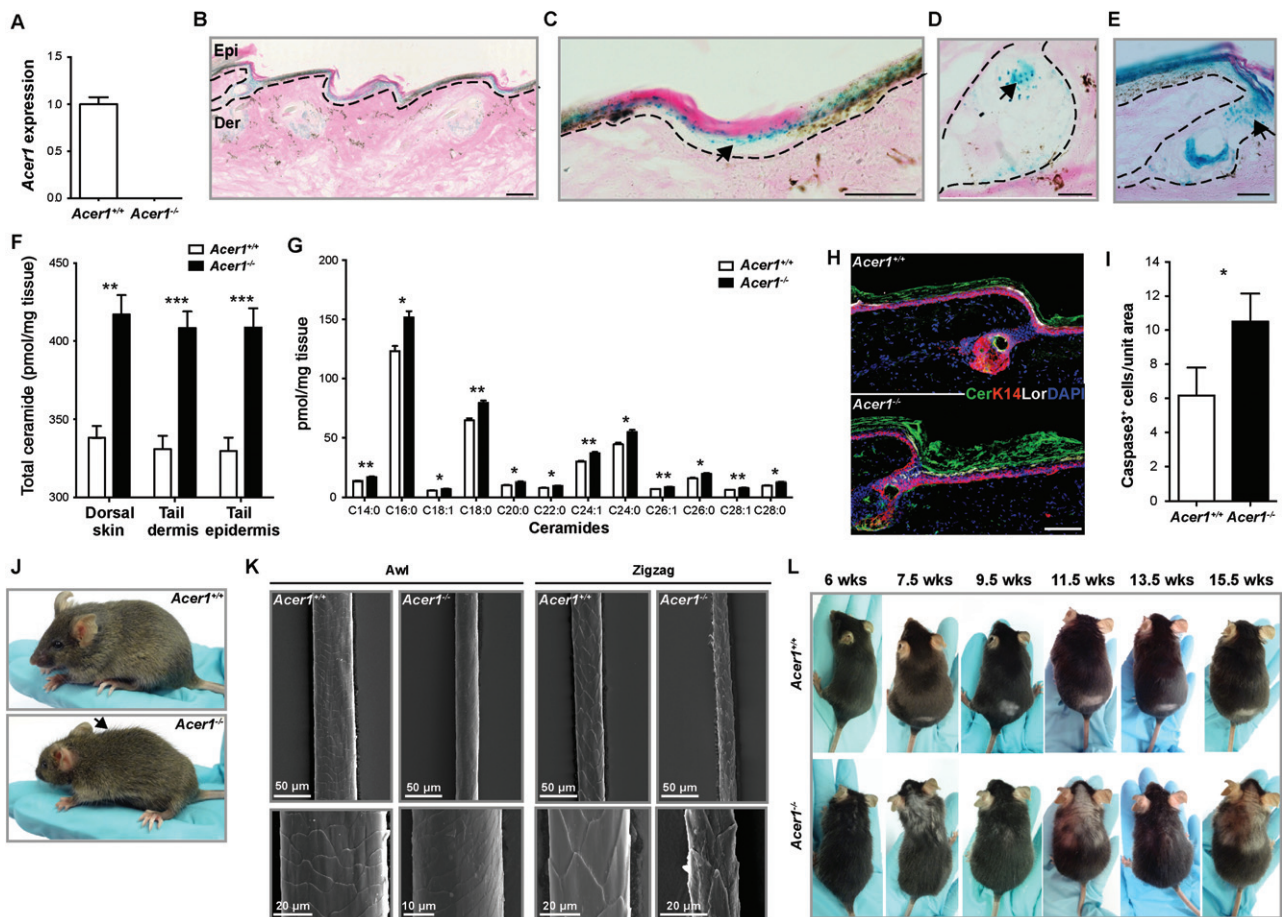 A
Acer1 expression
1.5
1.0
0.5
0.0
Acer1+/+ Acer1-/-
B
Epi
Der
C
D
E
F
Acer1+/+
Acer1-/-
Total ceramide (pmol/mg tissue)
450
400
350
300
** *** ***
Dorsal skin
Tail dermis
Tail epidermis
G
Acer1+/+
Acer1-/-
pmol/mg tissue
200
150
100
50
0
** * * ** * * ** * ** * ** *
C14:0 C16:0 C18:1 C18:0 C20:0 C22:0 C24:1 C24:0 C26:1 C26:0 C28:1 C28:0
Ceramides
H
Acer1+/+
CerK14LorDAPI
Acer1-/-
I
Caspase3+ cells/unit area
14
12
10
8
6
4
2
0
*
Acer1+/+ Acer1-/-
J
Acer1+/+
Acer1-/-
K
Awl
Zigzag
Acer1+/+
Acer1-/-
Acer1+/+
Acer1-/-
50 µm
50 µm
50 µm
50 µm
20 µm
10 µm
20 µm
20 µm
L
6 wks 7.5 wks 9.5 wks 11.5 wks 13.5 wks 15.5 wks
Acer1+/+
Acer1-/-